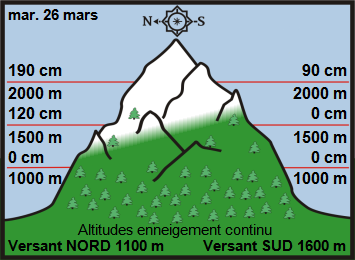 mar. 26 mars
N S
190 cm 90 cm
2000 m 2000 m
120 cm 0 cm
1500 m 1500 m
0 cm 0 cm
1000 m 1000 m
Altitudes enneigement continu
Versant NORD 1100 m Versant SUD 1600 m